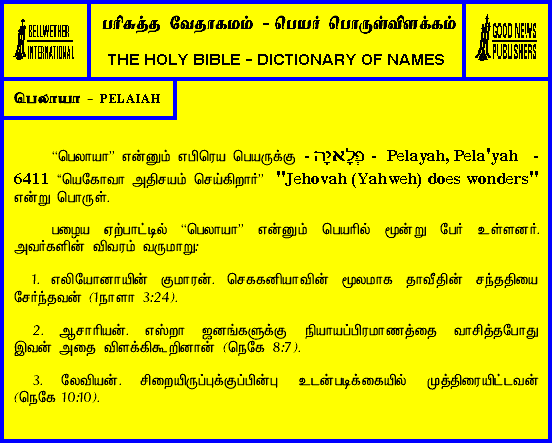 BELLWETHER
INTERNATIONAL
பரிசுத்த வேதாகமம் - பெயர் பொருள்விளக்கம்
THE HOLY BIBLE - DICTIONARY OF NAMES
GOOD NEWS
PUBLISHERS
பெலாயா - PELAIAH
“பெலாயா” என்னும் எபிரெய பெயருக்கு - פְּלָאיָה - Pelayah, Pela'yah -
6411 “யெகோவா அதிசயம் செய்கிறார்” "Jehovah (Yahweh) does wonders"
என்று பொருள்.
பழைய ஏற்பாட்டில் “பெலாயா” என்னும் பெயரில் மூன்று பேர் உள்ளனர்.
அவர்களின் விவரம் வருமாறு:
1. எலியோனாயின் குமாரன். செககனியாவின் மூலமாக தாவீதின் சந்ததியை
சேர்ந்தவன் (1நாளா 3:24).
2. ஆசாரியன். எஸ்றா ஜனங்களுக்கு நியாயப்பிரமாணத்தை வாசித்தபோது
இவன் அதை விளக்கிகூறினான் (நெகே 8:7).
3. லேவியன். சிறையிருப்புக்குப்பின்பு உடன்படிக்கையில் முத்திரையிட்டவன்
(நெகே 10:10).